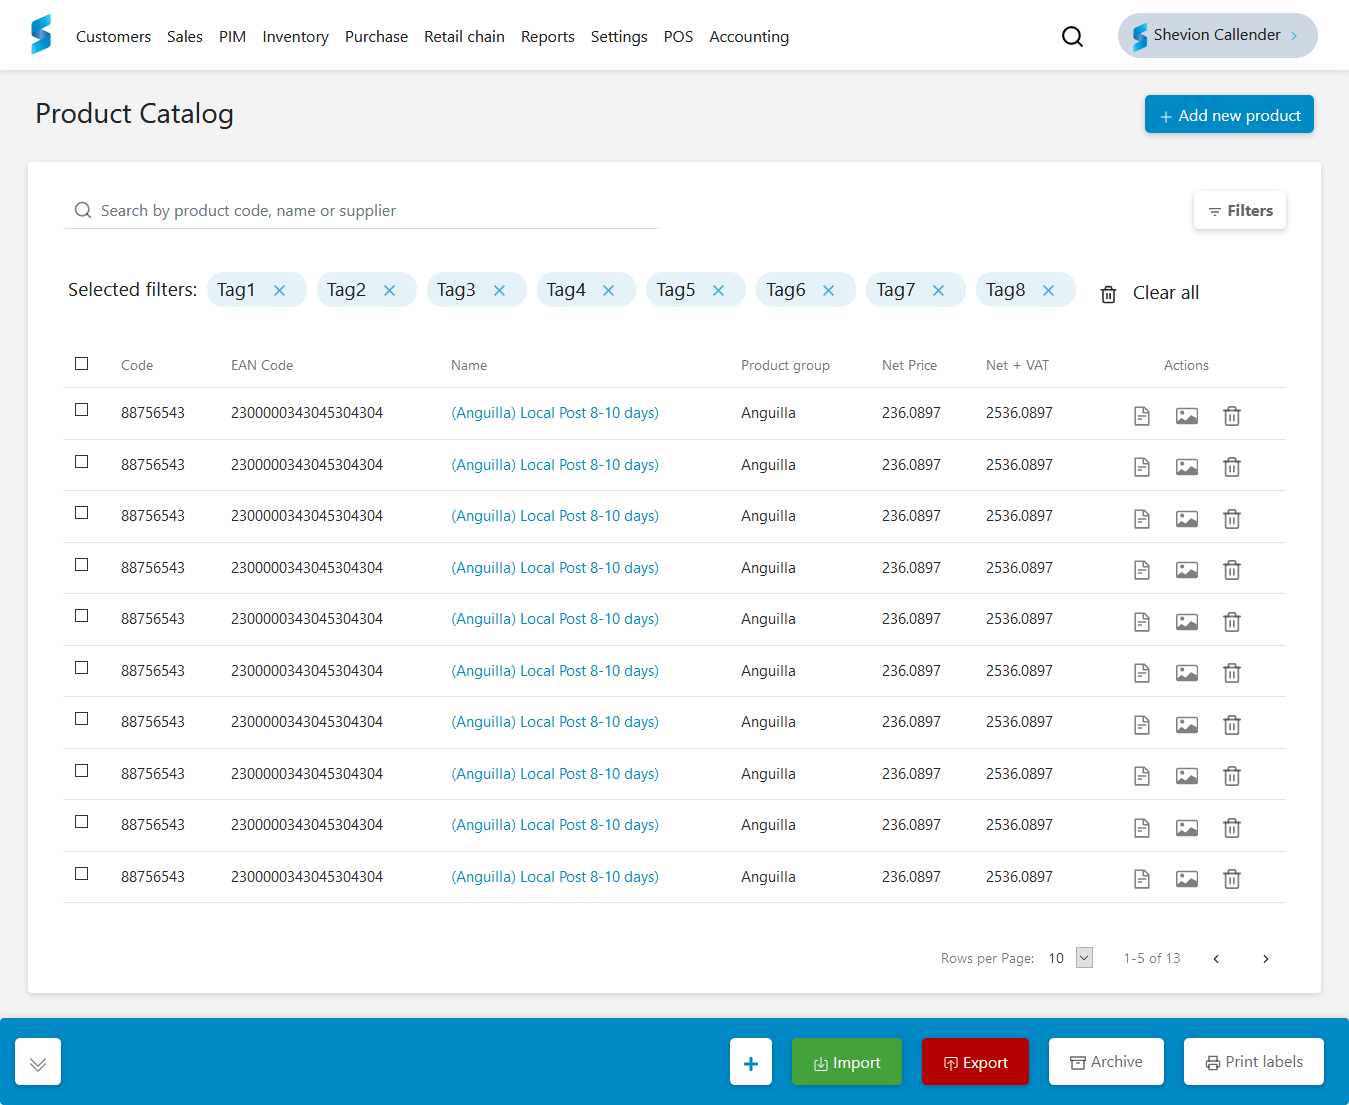 Customers Sales PIM Inventory Purchase Retail chain Reports Settings POS Accounting Shevion Callender
Product Catalog
+ Add new product
Search by product code, name or supplier
Filters
Selected filters: Tag1 Tag2 Tag3 Tag4 Tag5 Tag6 Tag7 Tag8 Clear all
Code EAN Code Name Product group Net Price Net + VAT Actions
88756543 2300000343045304304 (Anguilla) Local Post 8-10 days) Anguilla 236.0897 2536.0897
88756543 2300000343045304304 (Anguilla) Local Post 8-10 days) Anguilla 236.0897 2536.0897
88756543 2300000343045304304 (Anguilla) Local Post 8-10 days) Anguilla 236.0897 2536.0897
88756543 2300000343045304304 (Anguilla) Local Post 8-10 days) Anguilla 236.0897 2536.0897
88756543 2300000343045304304 (Anguilla) Local Post 8-10 days) Anguilla 236.0897 2536.0897
88756543 2300000343045304304 (Anguilla) Local Post 8-10 days) Anguilla 236.0897 2536.0897
88756543 2300000343045304304 (Anguilla) Local Post 8-10 days) Anguilla 236.0897 2536.0897
88756543 2300000343045304304 (Anguilla) Local Post 8-10 days) Anguilla 236.0897 2536.0897
88756543 2300000343045304304 (Anguilla) Local Post 8-10 days) Anguilla 236.0897 2536.0897
88756543 2300000343045304304 (Anguilla) Local Post 8-10 days) Anguilla 236.0897 2536.0897
Rows per Page: 10 1-5 of 13
+ Import Export Archive Print labels